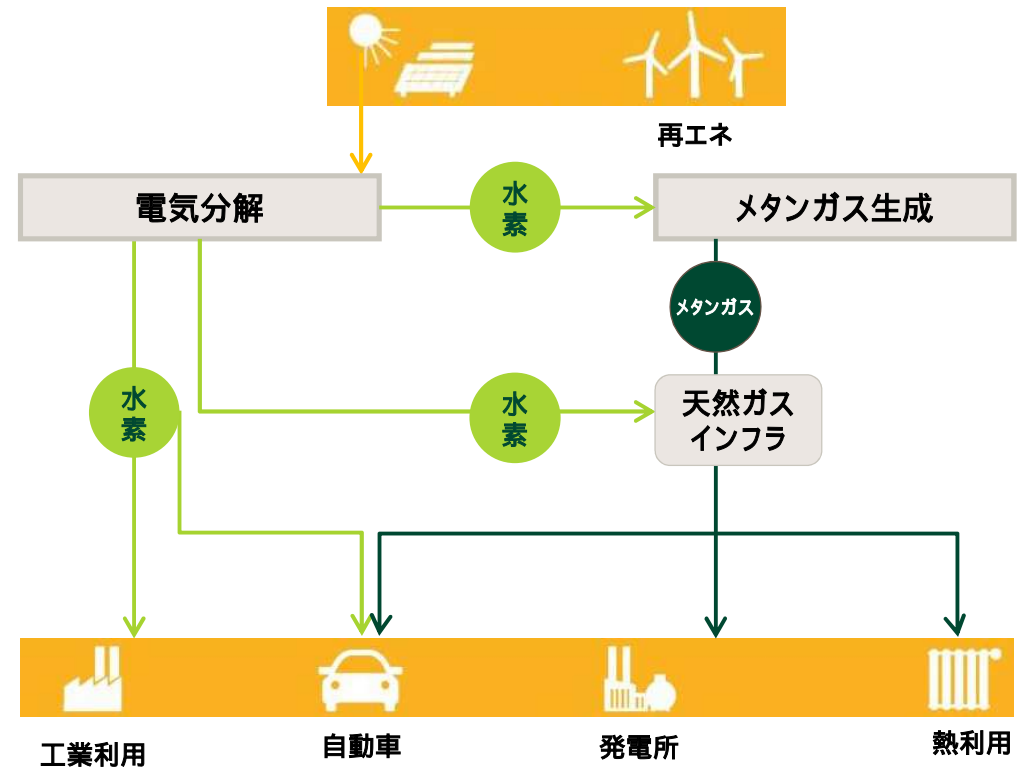 再エネ
電気分解
水
素
メタンガス生成
メタンガス
水
素
水
素
天然ガス
インフラ
工業利用
自動車
発電所
熱利用